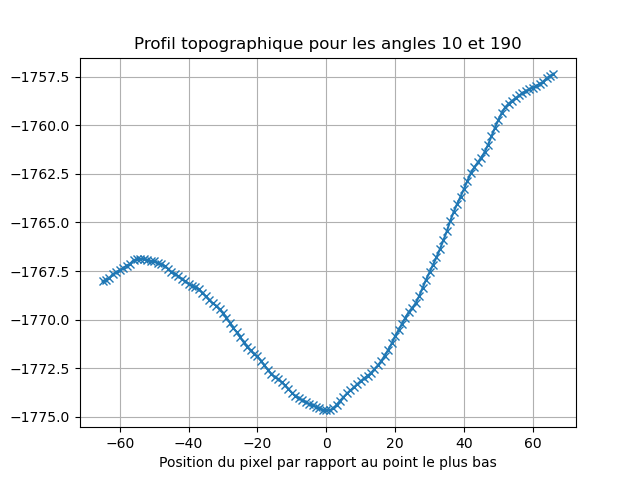 Profil topographique pour les angles 10 et 190
−1757.5
−1760.0
−1762.5
−1765.0
−1767.5
−1770.0
−1772.5
−1775.0
−60 −40 −20 0 20 40 60
Position du pixel par rapport au point le plus bas